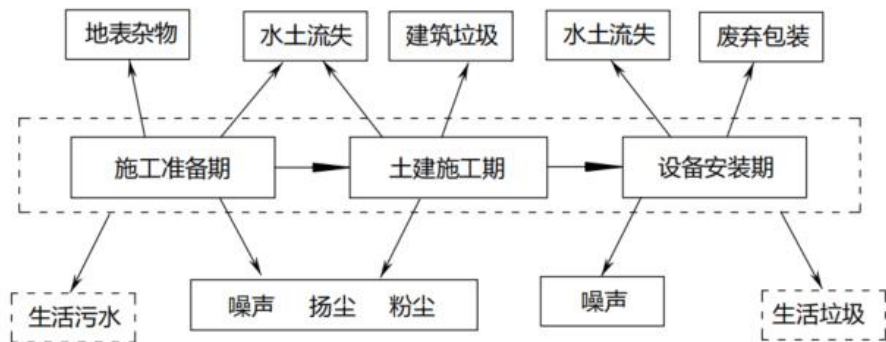 地表杂物
水土流失
建筑垃圾
水土流失
废弃包装
施工准备期
土建施工期
设备安装期
生活污水
噪声 扬尘 粉尘
噪声
生活垃圾